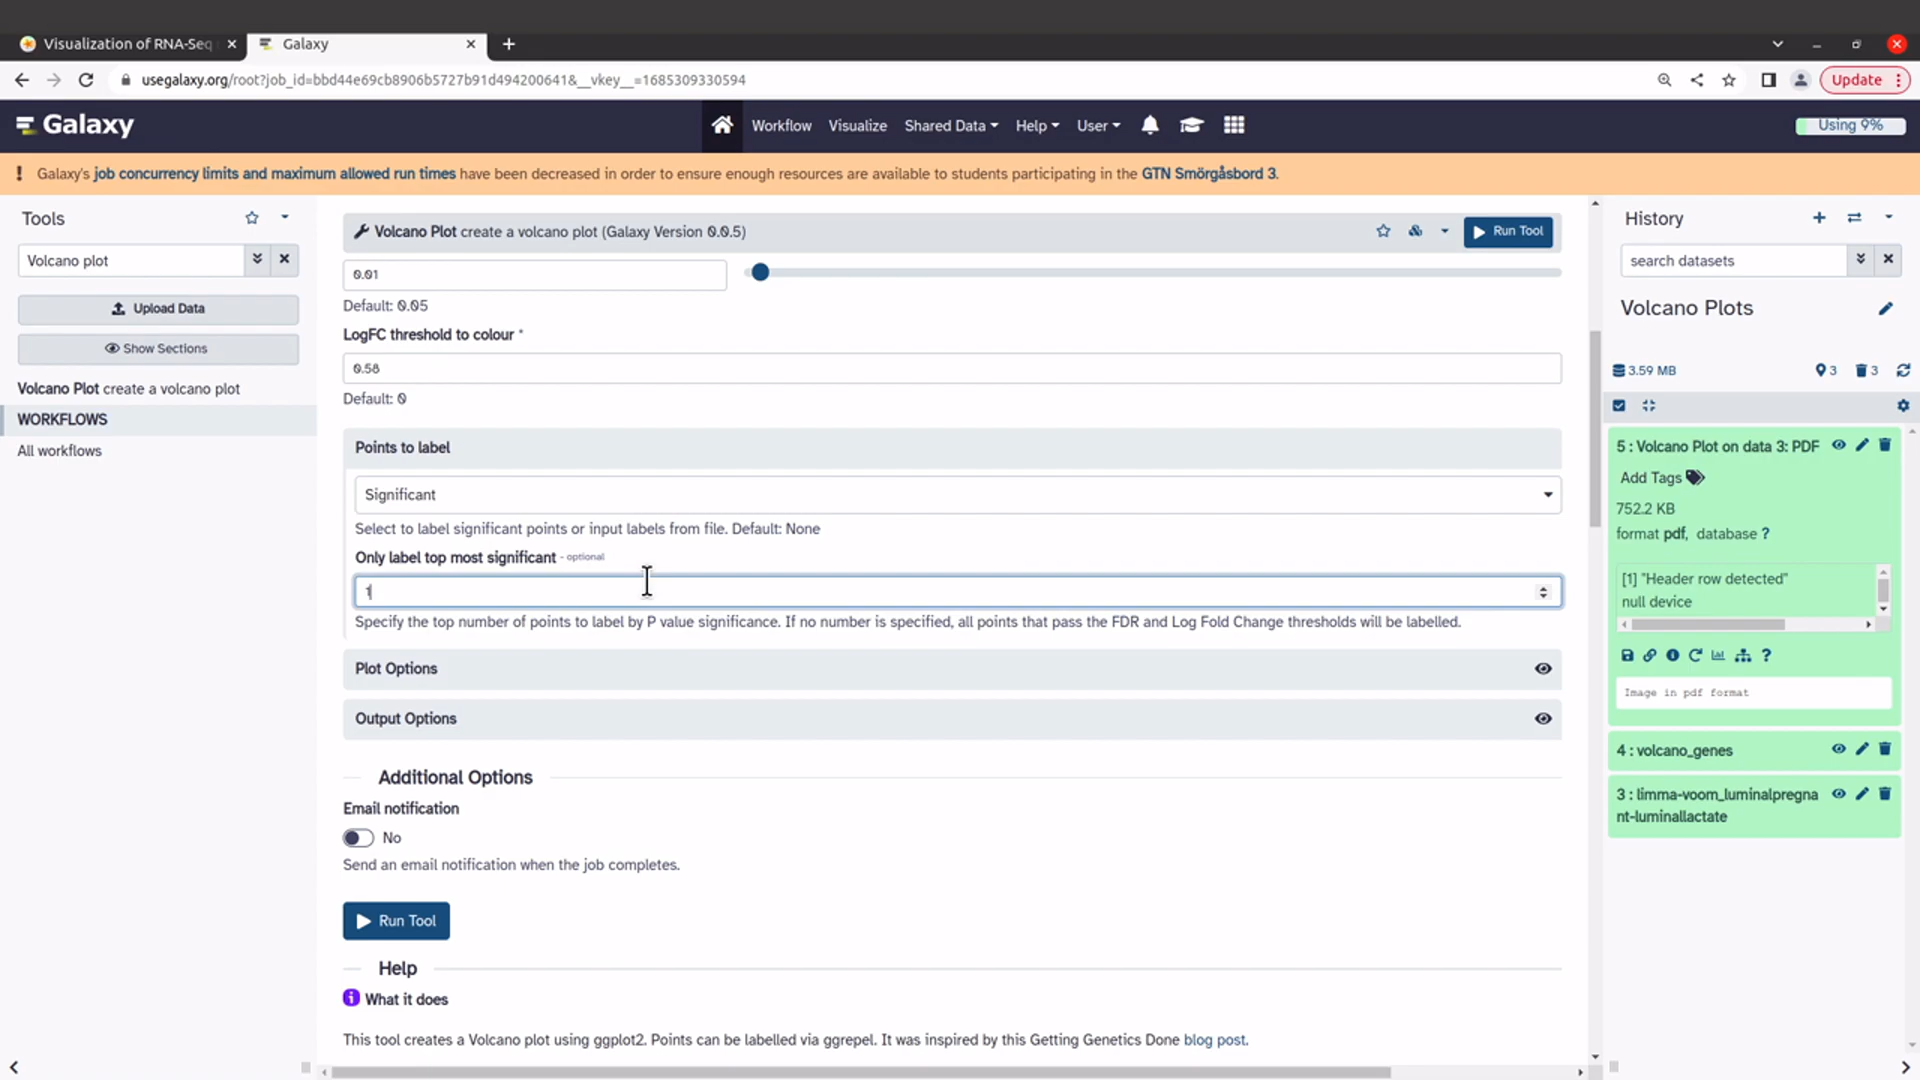 Visualization of RNA-Seq
Galaxy
usegalaxy.org/root?job_id=bbd44e69cb8906b5727b91d494200641&__vkey__=1685309330594
Update
Galaxy
Workflow Visualize Shared Data Help User
Using 9%
! Galaxy's job concurrency limits and maximum allowed run times have been decreased in order to ensure enough resources are available to students participating in the GTN Smörgåsbord 3.
Tools
Volcano plot
Upload Data
Show Sections
Volcano Plot create a volcano plot
WORKFLOWS
All workflows
Volcano Plot create a volcano plot (Galaxy Version 0.0.5)
Run Tool
0.01
Default: 0.05
LogFC threshold to colour *
0.58
Default: 0
Points to label
Significant
Select to label significant points or input labels from file. Default: None
Only label top most significant - optional
1
Specify the top number of points to label by P value significance. If no number is specified, all points that pass the FDR and Log Fold Change thresholds will be labelled.
Plot Options
Output Options
Additional Options
Email notification
No
Send an email notification when the job completes.
Run Tool
Help
What it does
This tool creates a Volcano plot using ggplot2. Points can be labelled via ggrepel. It was inspired by this Getting Genetics Done blog post.
History
search datasets
Volcano Plots
3.59 MB
3
3
5 : Volcano Plot on data 3: PDF
Add Tags
752.2 KB
format pdf, database ?
[1] "Header row detected"
null device
Image in pdf format
4 : volcano_genes
3 : limma-voom_luminalpregna
nt-luminallactate